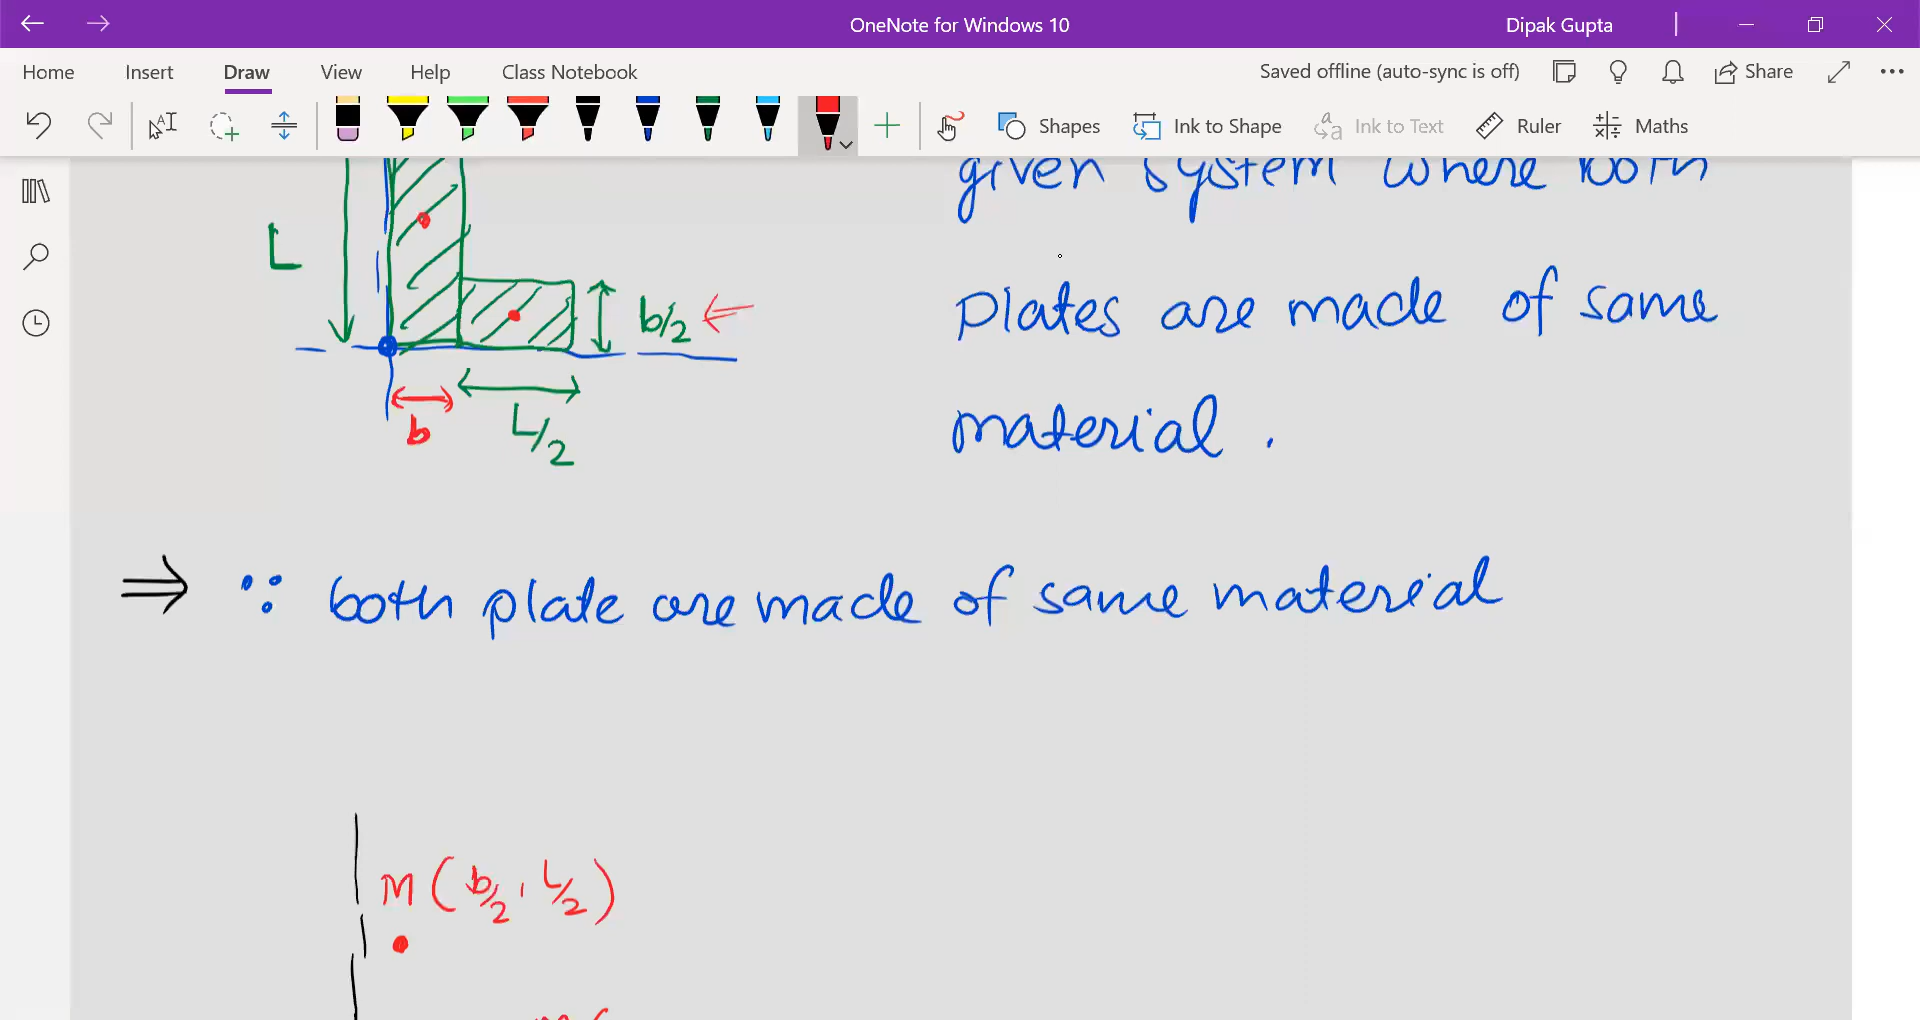 OneNote for Windows 10
Dipak Gupta
Home Insert Draw View Help Class Notebook
Saved offline (auto-sync is off)
Share
Shapes
Ink to Shape
Ink to Text
Ruler
Maths
given system where both
L
b/2
plates are made of same
b
L/2
material .
⇒ ∵ both plate are made of same material
M ( b/2 , L/2 )